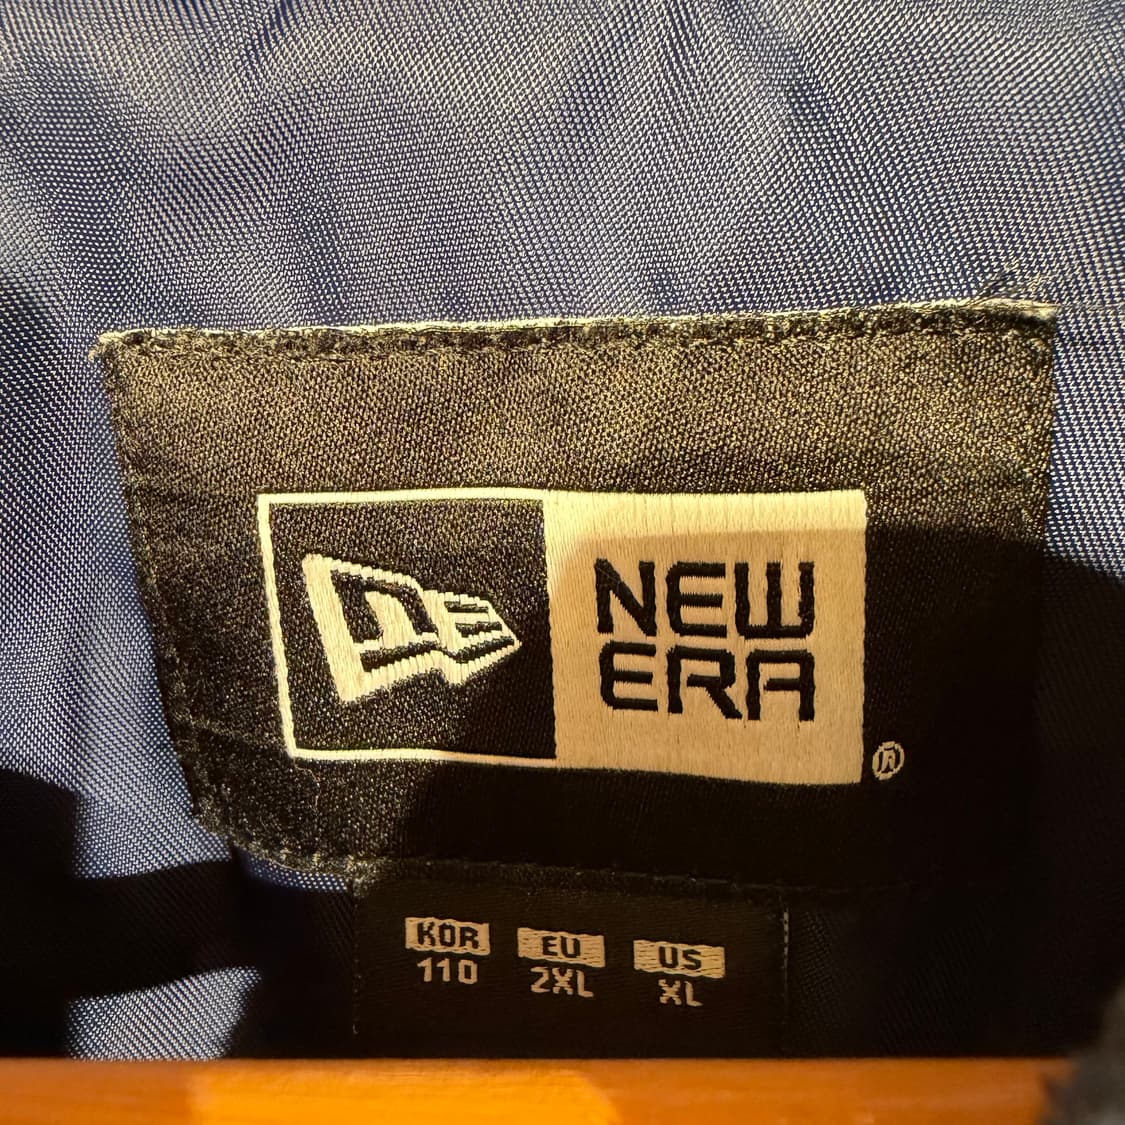 NEW
ERA
®
KOR EU US
110 2XL XL